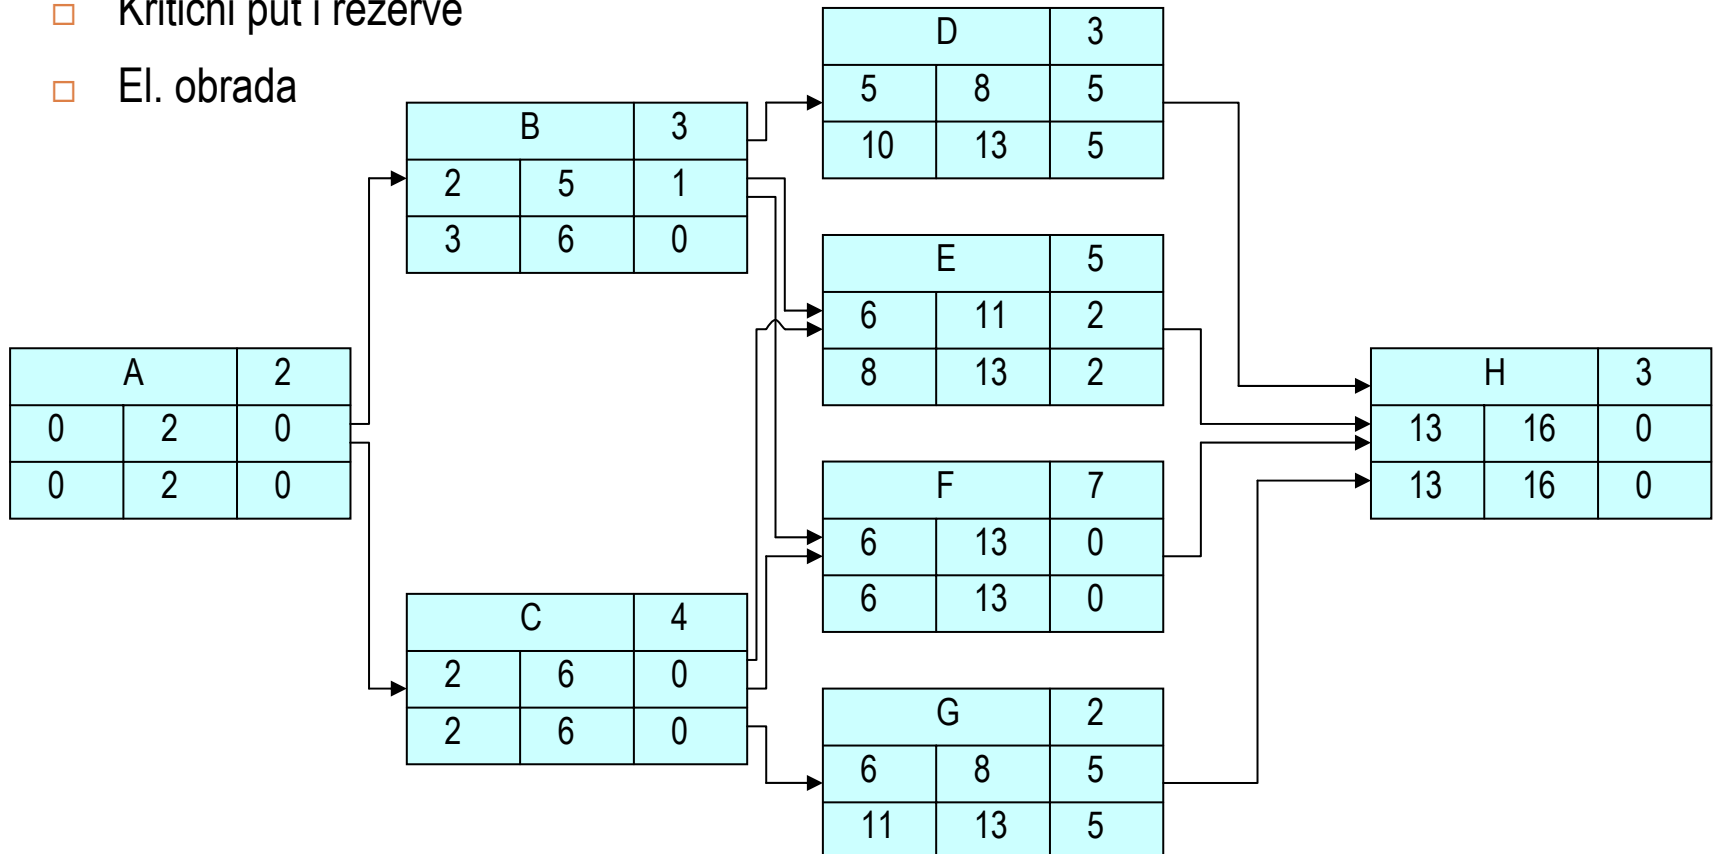 Kritični put i rezerve
El. obrada
D 3
5 8 5
10 13 5
B 3
2 5 1
3 6 0
E 5
6 11 2
8 13 2
A 2
0 2 0
0 2 0
H 3
13 16 0
13 16 0
F 7
6 13 0
6 13 0
C 4
2 6 0
2 6 0
G 2
6 8 5
11 13 5